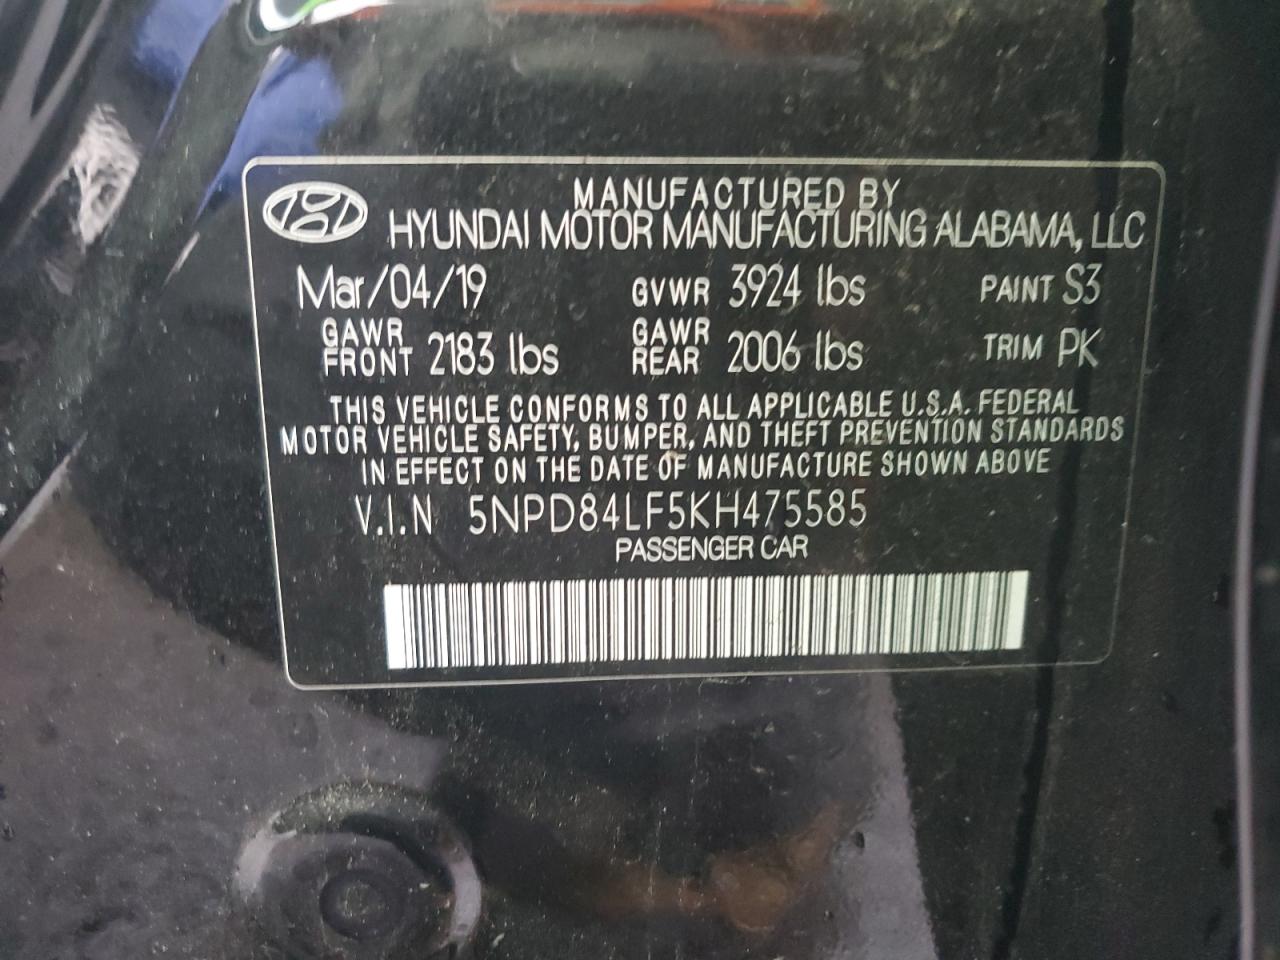 MANUFACTURED BY
HYUNDAI MOTOR MANUFACTURING ALABAMA, LLC
Mar/04/19 GVWR 3924 lbs PAINT S3
GAWR FRONT 2183 lbs GAWR REAR 2006 lbs TRIM PK
THIS VEHICLE CONFORMS TO ALL APPLICABLE U.S.A. FEDERAL
MOTOR VEHICLE SAFETY, BUMPER, AND THEFT PREVENTION STANDARDS
IN EFFECT ON THE DATE OF MANUFACTURE SHOWN ABOVE
V.I.N 5NPD84LF5KH475585
PASSENGER CAR